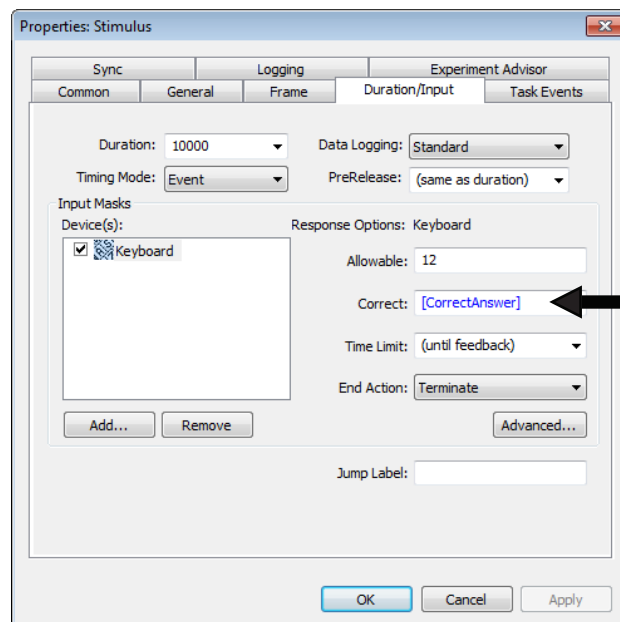 Properties: Stimulus
Sync Logging Experiment Advisor
Common General Frame Duration/Input Task Events
Duration: 10000 Data Logging: Standard
Timing Mode: Event PreRelease: (same as duration)
Input Masks
Device(s): Response Options: Keyboard
Keyboard
Allowable: 12
Correct: [CorrectAnswer]
Time Limit: (until feedback)
End Action: Terminate
Add... Remove Advanced...
Jump Label:
OK Cancel Apply